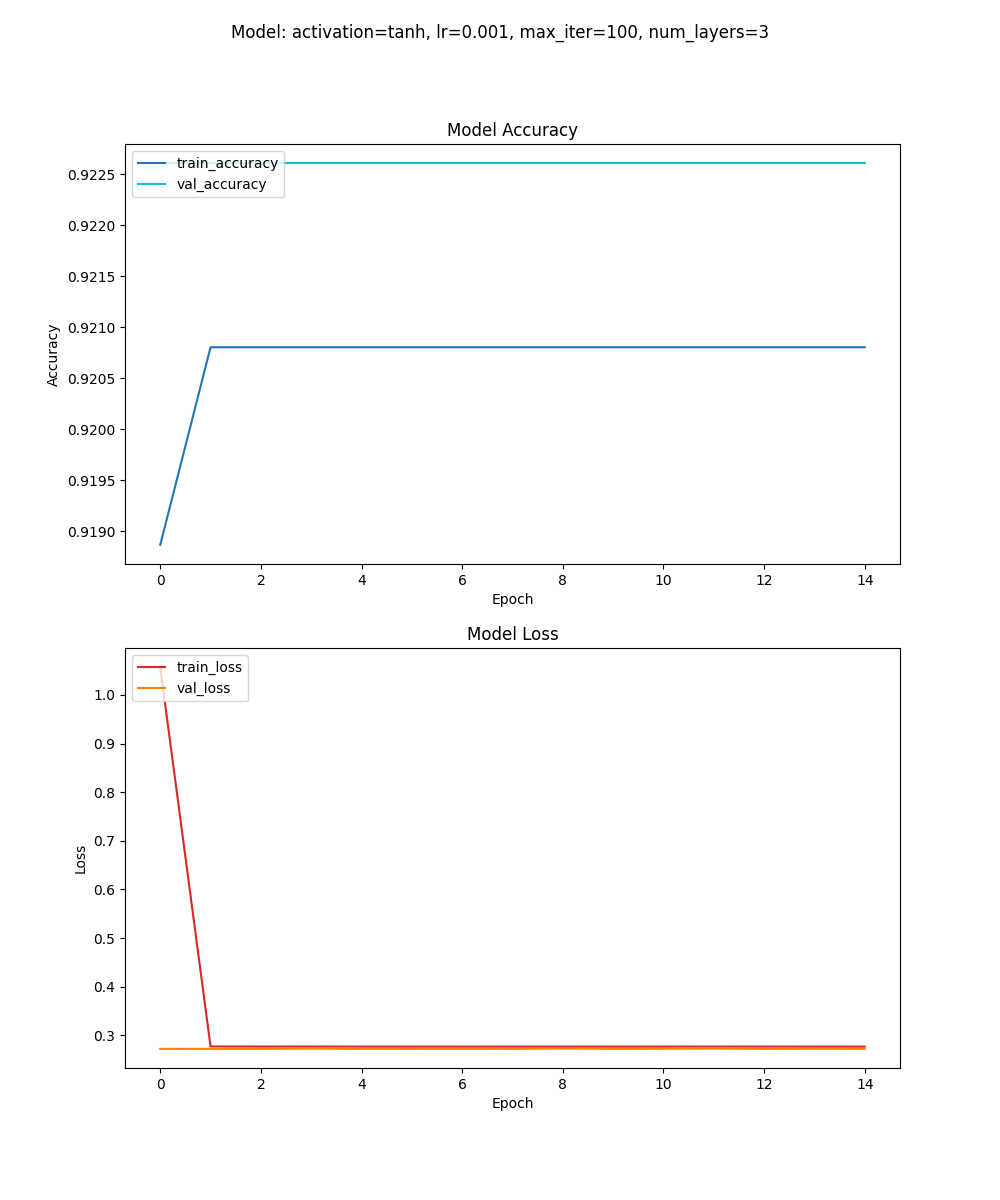 Model: activation=tanh, lr=0.001, max_iter=100, num_layers=3
Model Accuracy
train_accuracy
val_accuracy
0.9225
0.9220
0.9215
0.9210
0.9205
0.9200
0.9195
0.9190
Accuracy
0 2 4 6 8 10 12 14
Epoch
Model Loss
train_loss
val_loss
1.0
0.9
0.8
0.7
0.6
0.5
0.4
0.3
Loss
0 2 4 6 8 10 12 14
Epoch